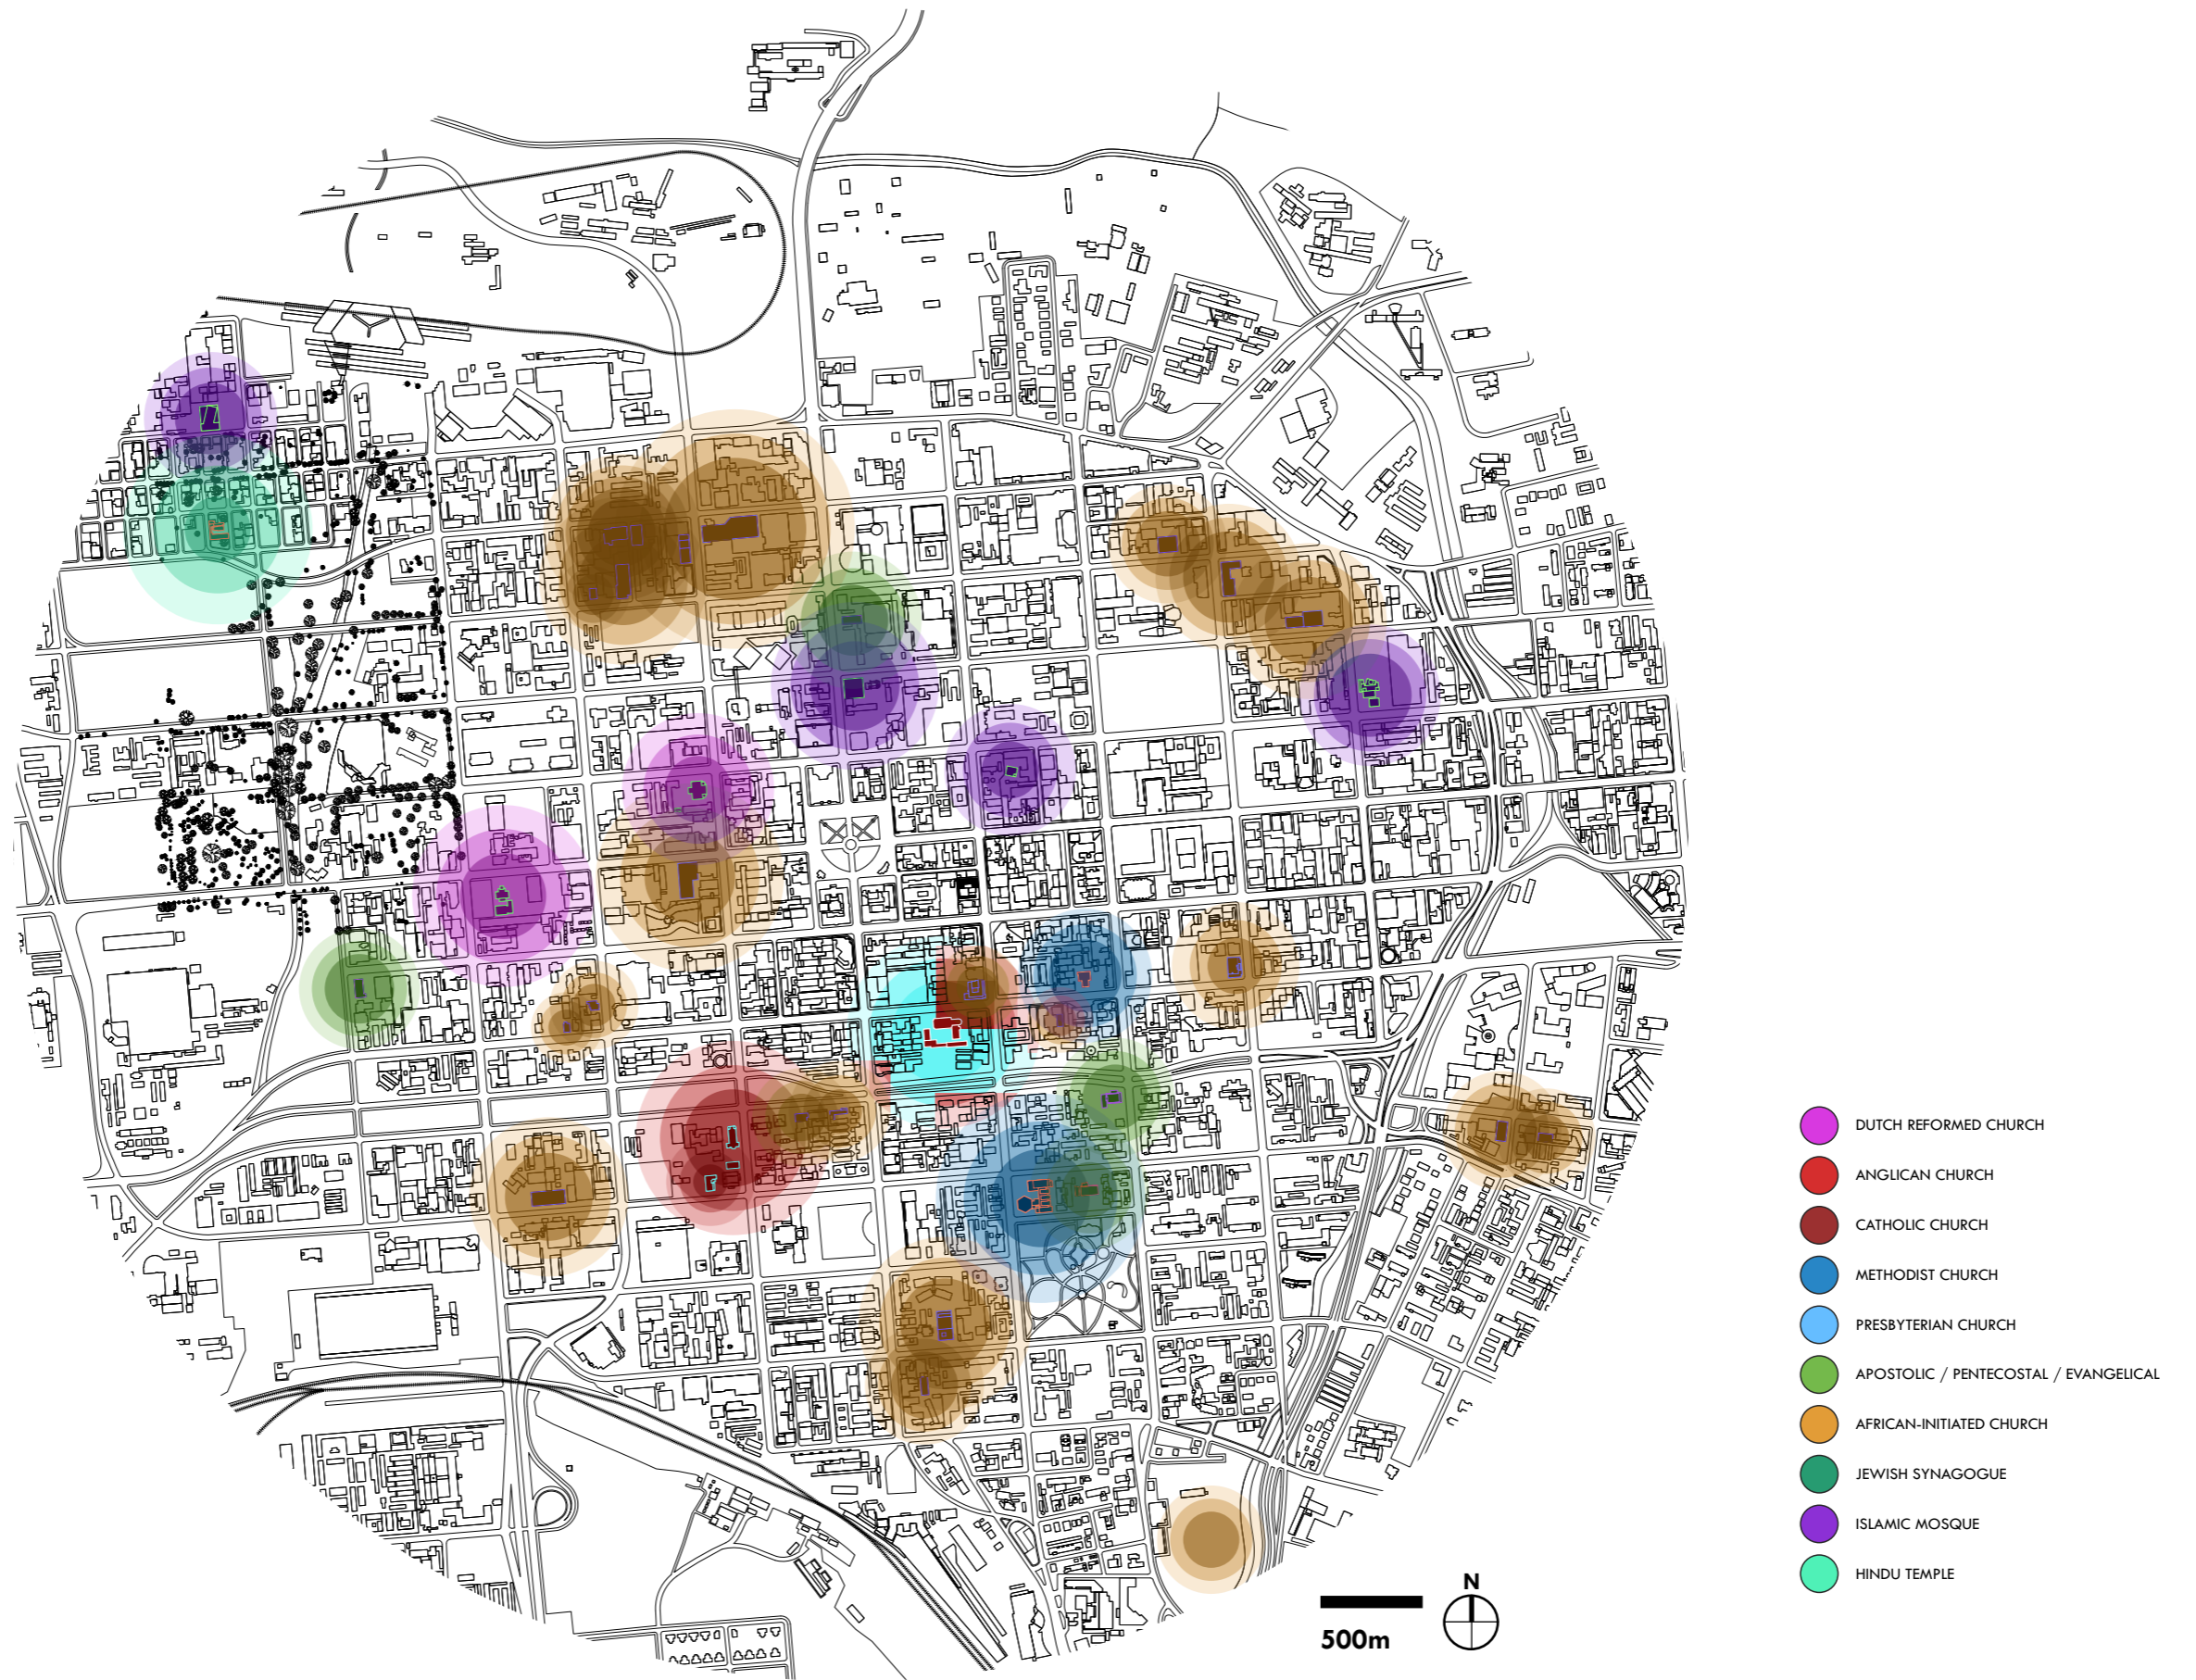 DUTCH REFORMED CHURCH
ANGLICAN CHURCH
CATHOLIC CHURCH
METHODIST CHURCH
PRESBYTERIAN CHURCH
APOSTOLIC / PENTECOSTAL / EVANGELICAL
AFRICAN-INITIATED CHURCH
JEWISH SYNAGOGUE
ISLAMIC MOSQUE
HINDU TEMPLE
N
500m